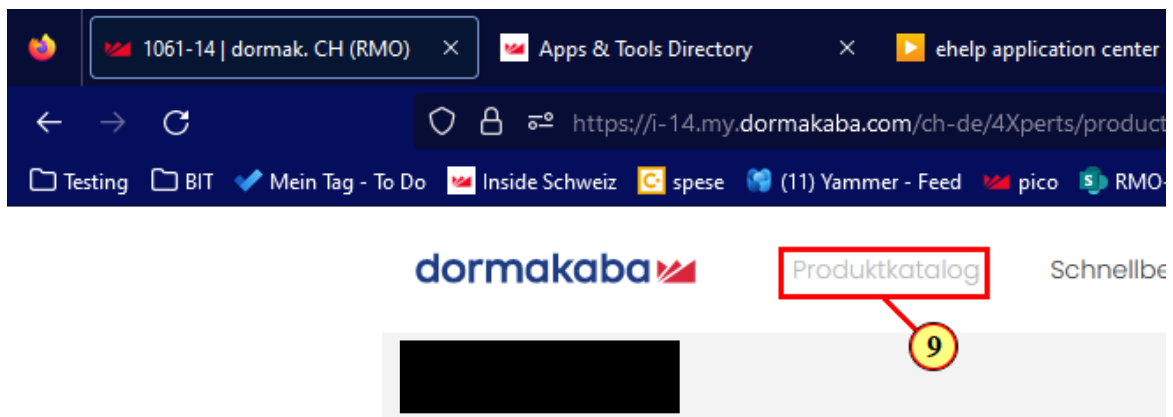 1061-14 | dormak. CH (RMO) Apps & Tools Directory ehelp application center
https://i-14.my.dormakaba.com/ch-de/4Xperts/product
Testing BIT Mein Tag - To Do Inside Schweiz spese (11) Yammer - Feed pico RMO-
dormakaba Produktkatalog Schnellbe
9